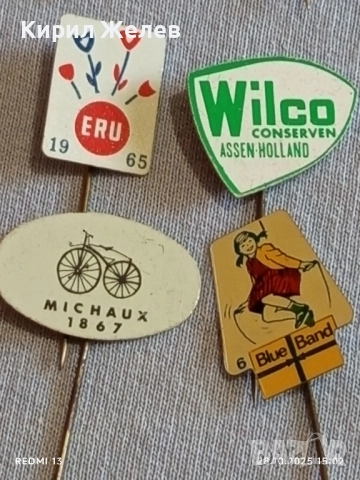 Кирил Желев
ERU
19 65
Wilco
CONSERVEN
ASSEN·HOLLAND
MICHAUX
1867
6
Blue Band
REDMI 13